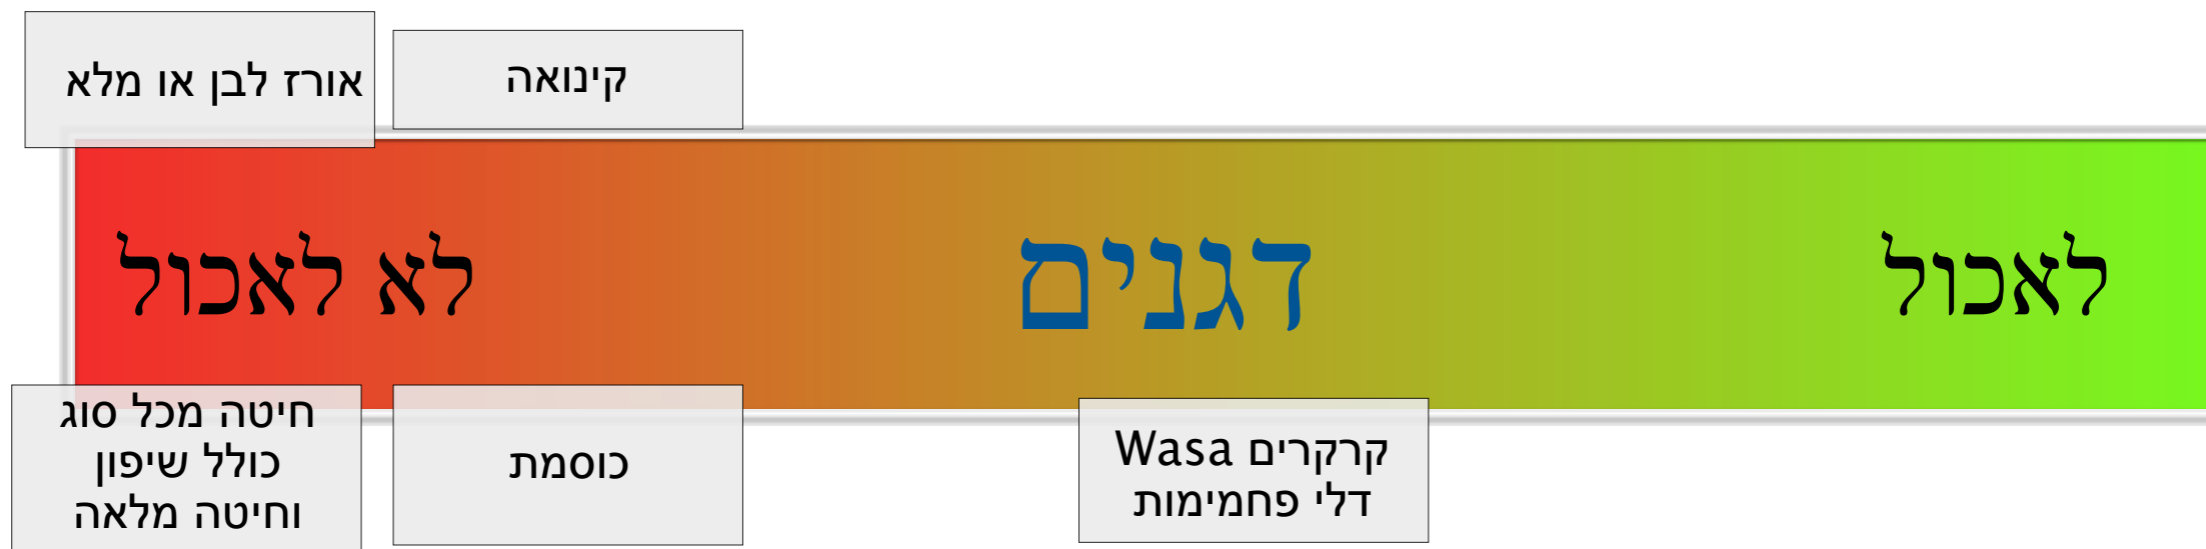 קינואה
אורז לבן או מלא
לאכול
דגנים
לא לאכול
קרקרים Wasa
דלי פחמימות
כוסמת
חיטה מכל סוג
כולל שיפון
וחיטה מלאה